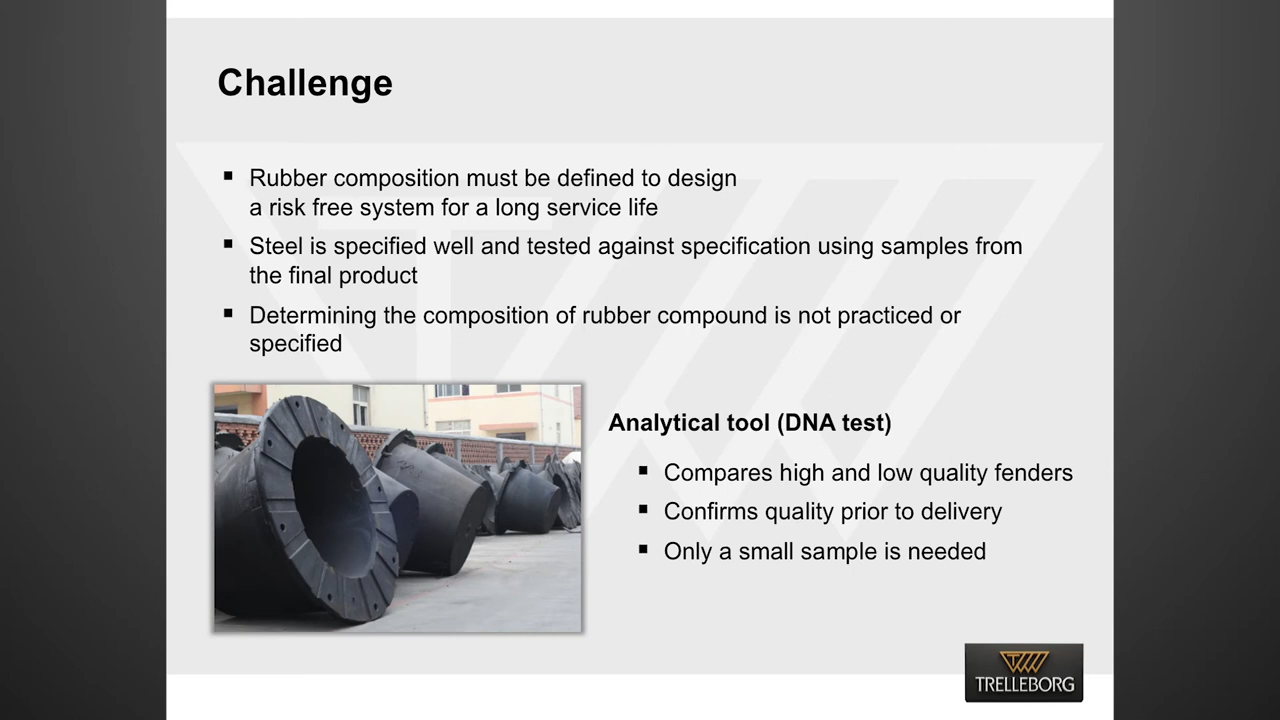 Challenge
Rubber composition must be defined to design
a risk free system for a long service life
Steel is specified well and tested against specification using samples from
the final product
Determining the composition of rubber compound is not practiced or
specified
Analytical tool (DNA test)
Compares high and low quality fenders
Confirms quality prior to delivery
Only a small sample is needed
TRELLEBORG